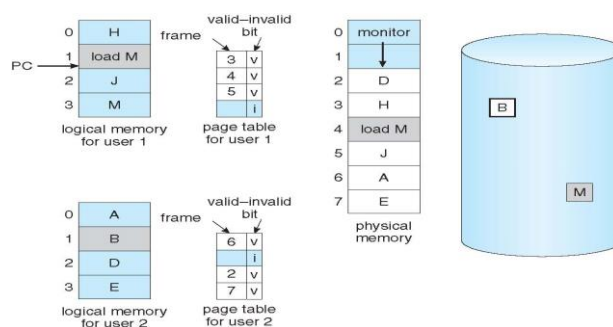 valid–invalid
bit
frame
0 H
1 load M
2 J
3 M
PC
3 v
4 v
5 v
i
logical memory
for user 1
page table
for user 1
valid–invalid
bit
frame
0 A
1 B
2 D
3 E
6 v
i
2 v
7 v
logical memory
for user 2
page table
for user 2
0 monitor
1
2 D
3 H
4 load M
5 J
6 A
7 E
physical
memory
B
M